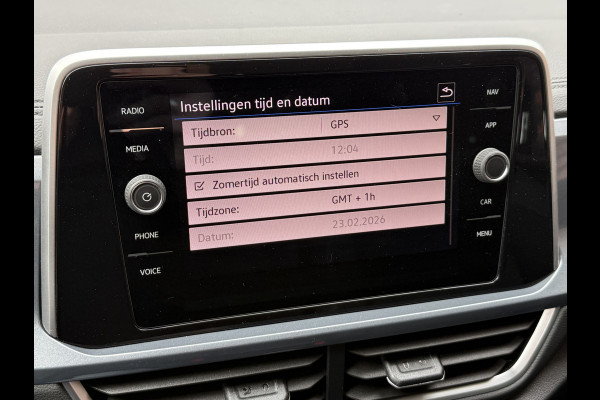 RADIO
MEDIA
PHONE
VOICE
Instellingen tijd en datum
Tijdbron: GPS
Tijd: 12:04
Zomertijd automatisch instellen
Tijdzone: GMT + 1h
Datum: 23.02.2026
NAV
APP
CAR
MENU